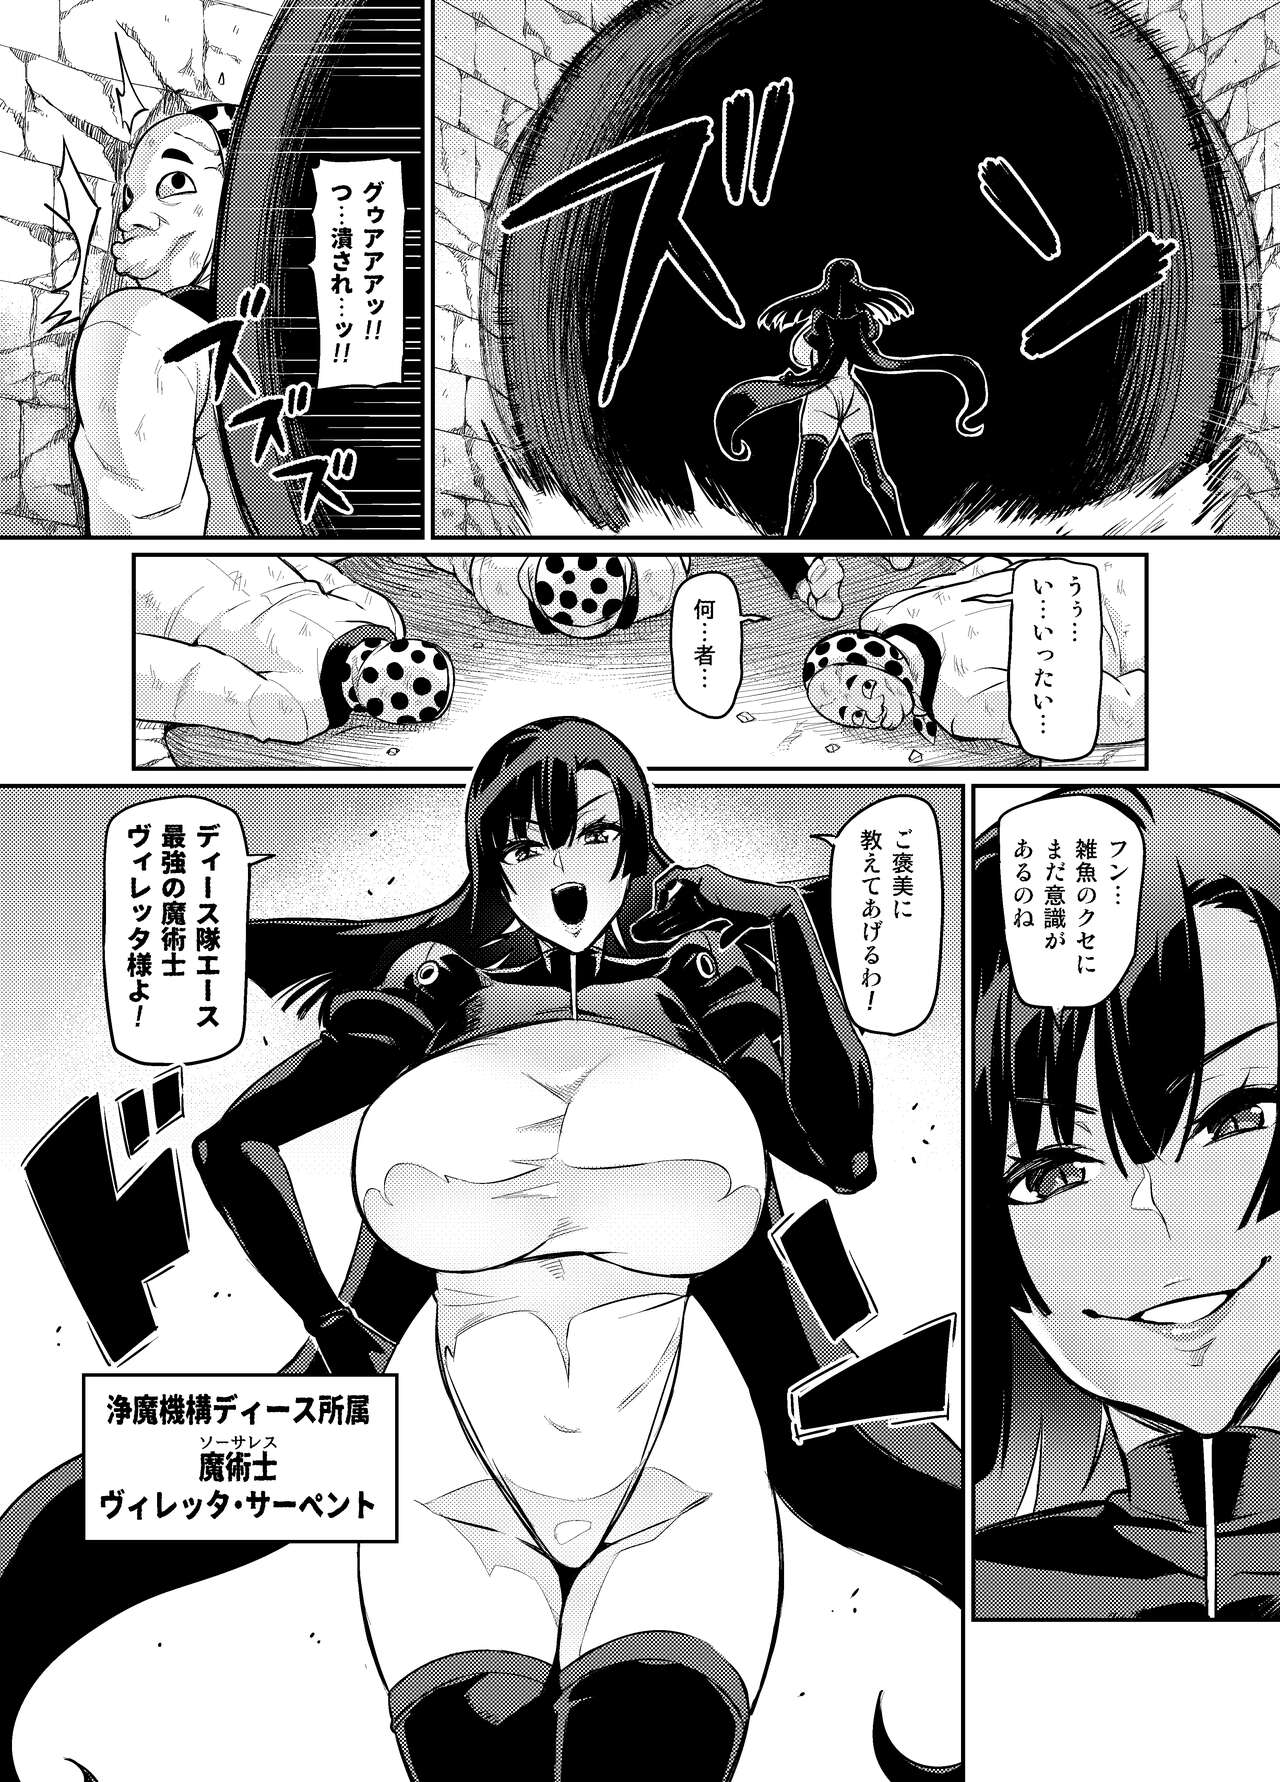 ズ
ズ
ズ
ズ
グゥアアアッ!!
つ…潰され…ッ!!
うぅ…
い…いったい…
何…者…
フン…
雑魚のクセに
まだ意識が
あるのね
ご褒美に
教えてあげるわ!
ディース隊エース
最強の魔術士
ヴィレッタ様よ!
ドーン
浄魔機構ディース所属
ソーサレス
魔術士
ヴィレッタ・サーペント